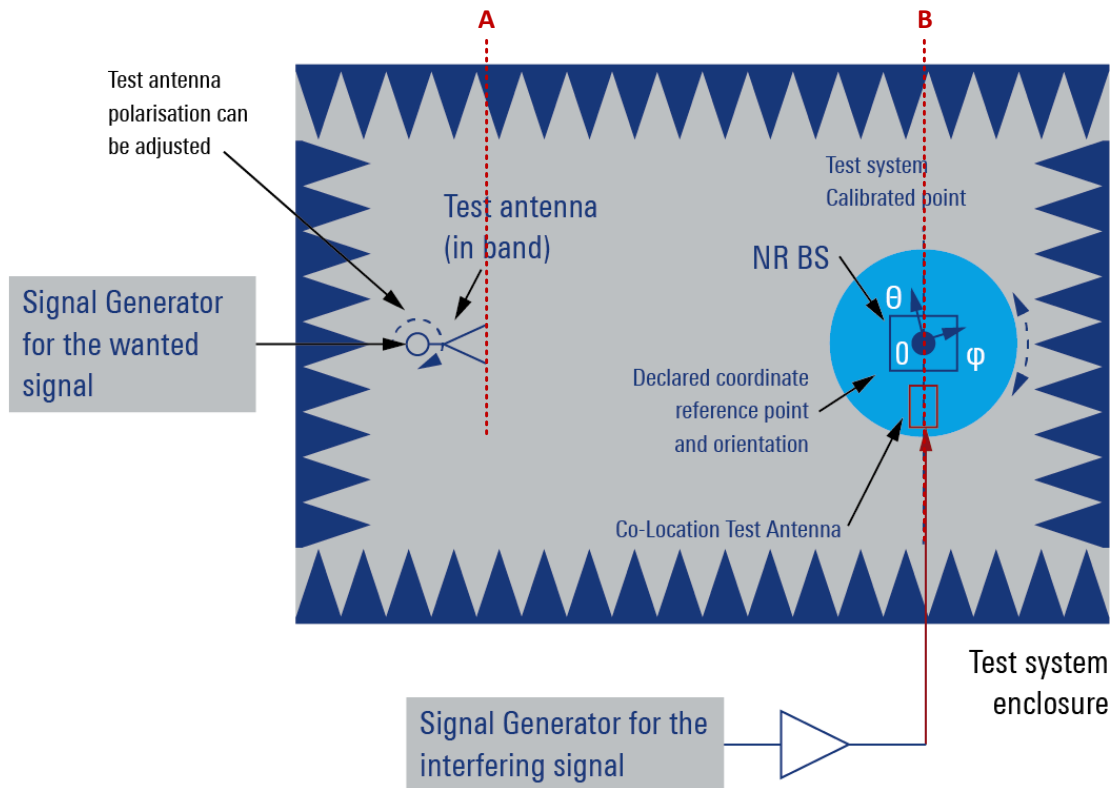 A
B
Test antenna
polarisation can
be adjusted
Test antenna
(in band)
Test system
Calibrated point
NR BS
θ
0
φ
Signal Generator
for the wanted
signal
Declared coordinate
reference point
and orientation
Co-Location Test Antenna
Test system
enclosure
Signal Generator for the
interfering signal